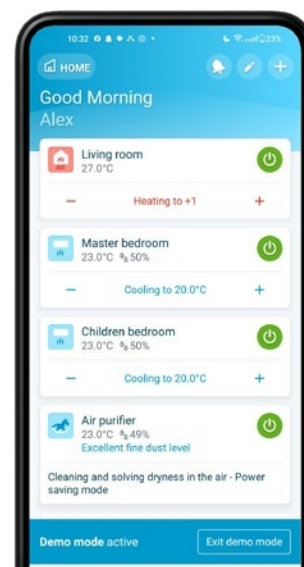 10:32
23%
HOME
Good Morning
Alex
Living room
27.0°C
− Heating to +1 +
Master bedroom
23.0°C 50%
− Cooling to 20.0°C +
Children bedroom
23.0°C 50%
− Cooling to 20.0°C +
Air purifier
23.0°C 49%
Excellent fine dust level
Cleaning and solving dryness in the air - Power
saving mode
Demo mode active
Exit demo mode